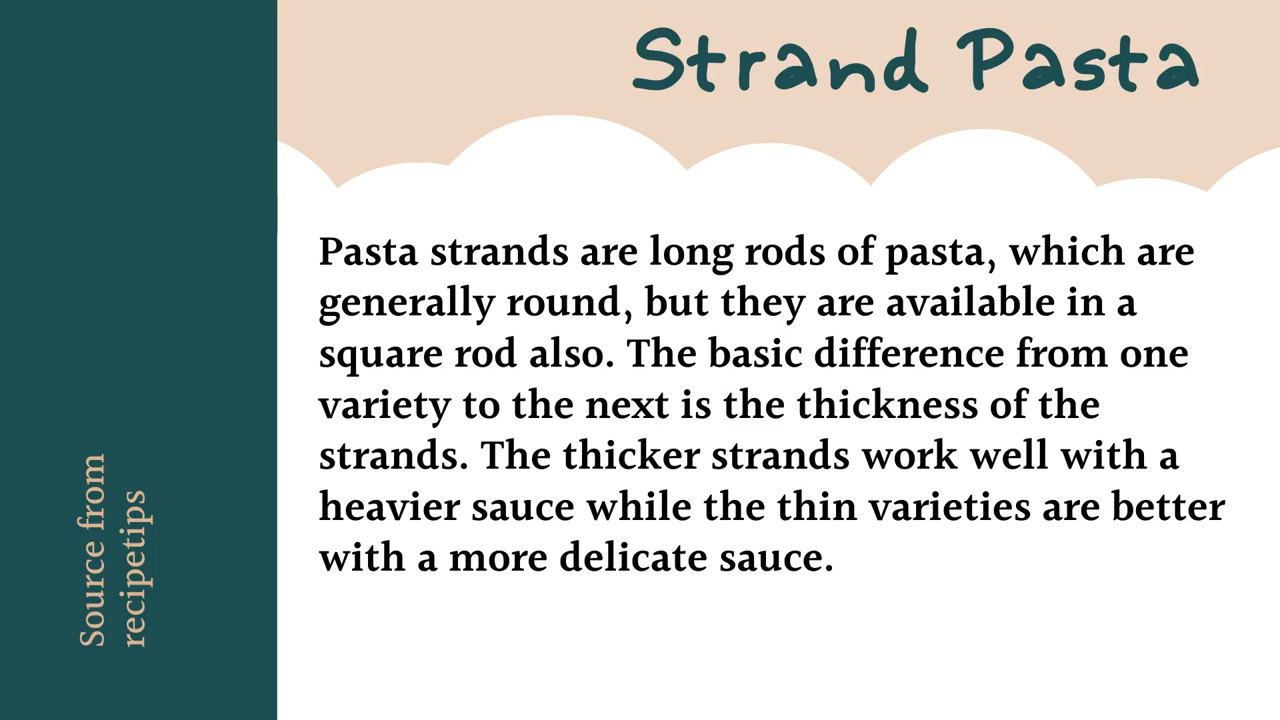 Strand Pasta
Pasta strands are long rods of pasta, which are
generally round, but they are available in a
square rod also. The basic difference from one
variety to the next is the thickness of the
strands. The thicker strands work well with a
heavier sauce while the thin varieties are better
with a more delicate sauce.
Source from
recipetips